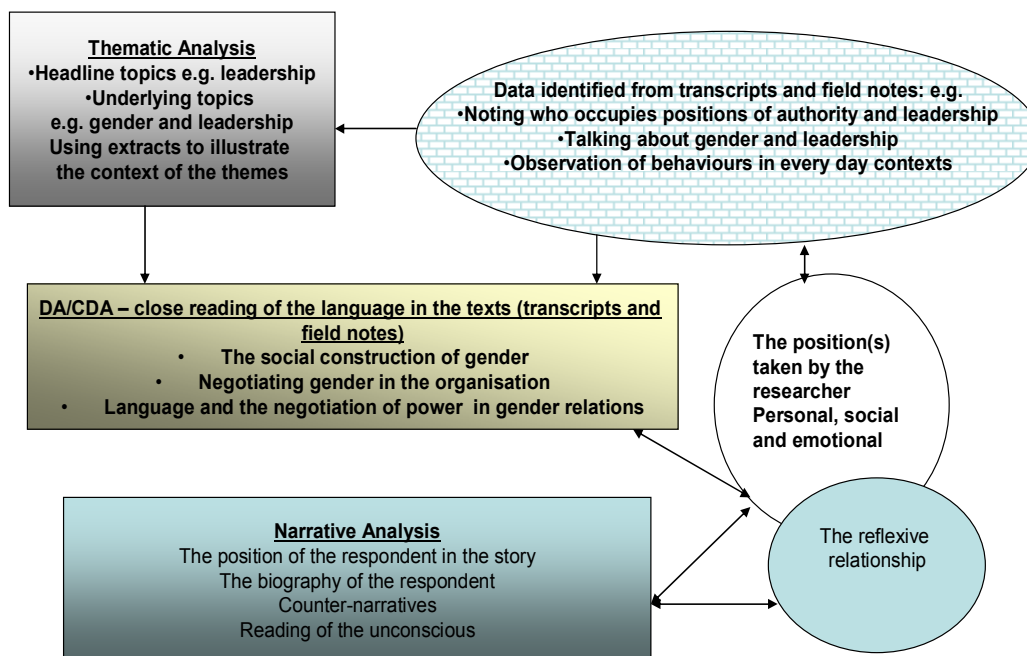 Thematic Analysis
•Headline topics e.g. leadership
•Underlying topics
e.g. gender and leadership
Using extracts to illustrate
the context of the themes
Data identified from transcripts and field notes: e.g.
•Noting who occupies positions of authority and leadership
•Talking about gender and leadership
•Observation of behaviours in every day contexts
DA/CDA – close reading of the language in the texts (transcripts and
field notes)
• The social construction of gender
• Negotiating gender in the organisation
• Language and the negotiation of power in gender relations
The position(s)
taken by the
researcher
Personal, social
and emotional
Narrative Analysis
The position of the respondent in the story
The biography of the respondent
Counter-narratives
Reading of the unconscious
The reflexive
relationship